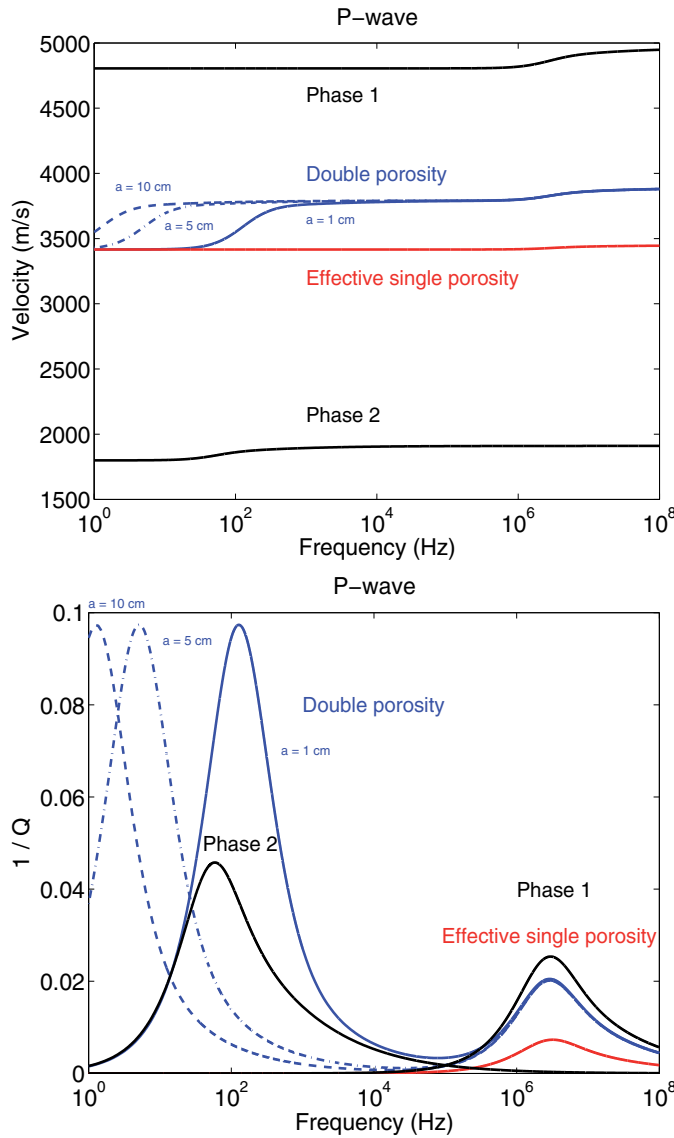 P-wave
5000
4500
4000
3500
3000
2500
2000
1500
Velocity (m/s)
Phase 1
Double porosity
a = 10 cm
a = 5 cm
a = 1 cm
Effective single porosity
Phase 2
10^0
10^2
10^4
10^6
10^8
Frequency (Hz)
P-wave
0.1
0.08
0.06
0.04
0.02
0
1 / Q
a = 10 cm
a = 5 cm
Double porosity
a = 1 cm
Phase 2
Phase 1
Effective single porosity
10^0
10^2
10^4
10^6
10^8
Frequency (Hz)